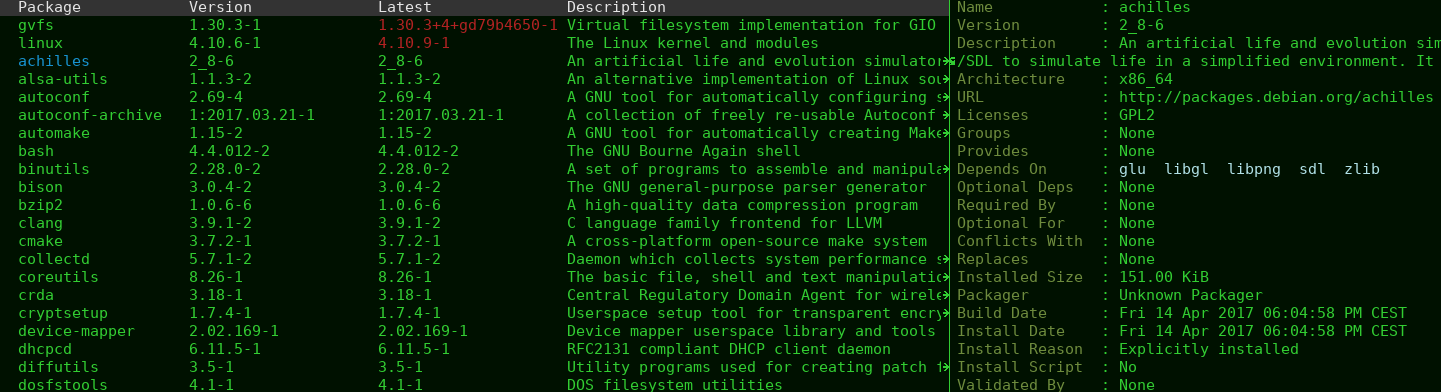 Package Version Latest Description
gvfs 1.30.3-1 1.30.3+4+gd79b4650-1 Virtual filesystem implementation for GIO
linux 4.10.6-1 4.10.9-1 The Linux kernel and modules
achilles 2_8-6 2_8-6 An artificial life and evolution simulator
alsa-utils 1.1.3-2 1.1.3-2 An alternative implementation of Linux sou
autoconf 2.69-4 2.69-4 A GNU tool for automatically configuring s
autoconf-archive 1:2017.03.21-1 1:2017.03.21-1 A collection of freely re-usable Autoconf
automake 1.15-2 1.15-2 A GNU tool for automatically creating Make
bash 4.4.012-2 4.4.012-2 The GNU Bourne Again shell
binutils 2.28.0-2 2.28.0-2 A set of programs to assemble and manipula
bison 3.0.4-2 3.0.4-2 The GNU general-purpose parser generator
bzip2 1.0.6-6 1.0.6-6 A high-quality data compression program
clang 3.9.1-2 3.9.1-2 C language family frontend for LLVM
cmake 3.7.2-1 3.7.2-1 A cross-platform open-source make system
collectd 5.7.1-2 5.7.1-2 Daemon which collects system performance s
coreutils 8.26-1 8.26-1 The basic file, shell and text manipulatio
crda 3.18-1 3.18-1 Central Regulatory Domain Agent for wirele
cryptsetup 1.7.4-1 1.7.4-1 Userspace setup tool for transparent encry
device-mapper 2.02.169-1 2.02.169-1 Device mapper userspace library and tools
dhcpcd 6.11.5-1 6.11.5-1 RFC2131 compliant DHCP client daemon
diffutils 3.5-1 3.5-1 Utility programs used for creating patch f
dosfstools 4.1-1 4.1-1 DOS filesystem utilities
Name : achilles
Version : 2_8-6
Description : An artificial life and evolution sim
/SDL to simulate life in a simplified environment. It
Architecture : x86_64
URL : http://packages.debian.org/achilles
Licenses : GPL2
Groups : None
Provides : None
Depends On : glu libgl libpng sdl zlib
Optional Deps : None
Required By : None
Optional For : None
Conflicts With : None
Replaces : None
Installed Size : 151.00 KiB
Packager : Unknown Packager
Build Date : Fri 14 Apr 2017 06:04:58 PM CEST
Install Date : Fri 14 Apr 2017 06:04:58 PM CEST
Install Reason : Explicitly installed
Install Script : No
Validated By : None